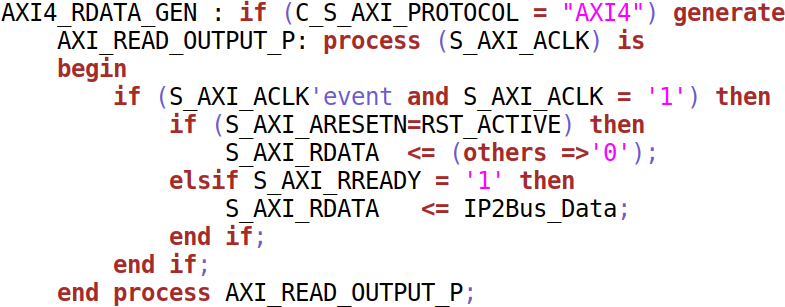 AXI4_RDATA_GEN : if (C_S_AXI_PROTOCOL = "AXI4") generate
    AXI_READ_OUTPUT_P: process (S_AXI_ACLK) is
    begin
        if (S_AXI_ACLK'event and S_AXI_ACLK = '1') then
            if (S_AXI_ARESETN=RST_ACTIVE) then
                S_AXI_RDATA  <= (others =>'0');
            elsif S_AXI_RREADY = '1' then
                S_AXI_RDATA   <= IP2Bus_Data;
            end if;
        end if;
    end process AXI_READ_OUTPUT_P;